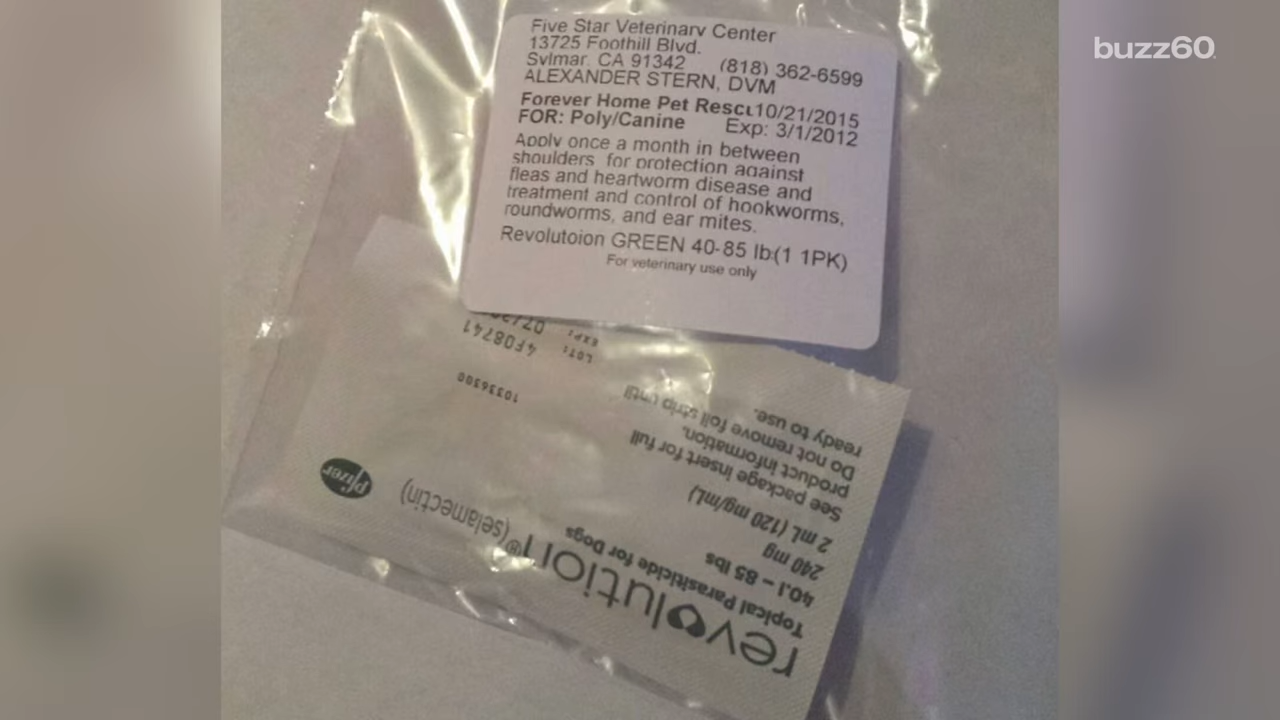 buzz60
Five Star Veterinary Center
13725 Foothill Blvd.
Sylmar, CA 91342 (818) 362-6599
ALEXANDER STERN, DVM
Forever Home Pet Rescu 10/21/2015
FOR: Poly/Canine Exp: 3/1/2012
Apply once a month in between
shoulders for protection against
fleas and heartworm disease and
treatment and control of hookworms,
roundworms, and ear mites.
Revolutoion GREEN 40-85 lb:(1 1PK)
For veterinary use only
revolution® (selamectin)
Topical Parasiticide for Dogs
40.1 – 85 lbs
240 mg
2 mL (120 mg/mL)
See package insert for full
product information.
Do not remove foil strip until
ready to use.
Pfizer
10336300
LOT: 4F08741
EXP: 07/20